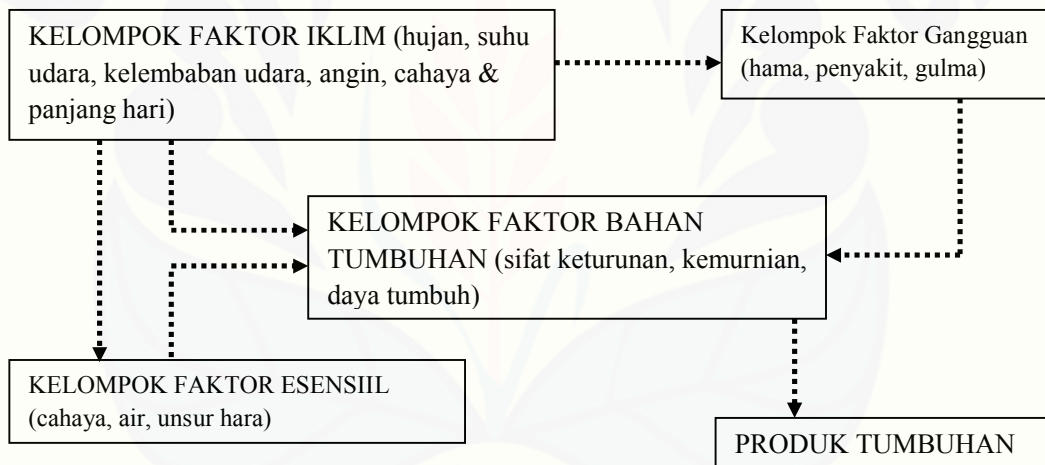 KELOMPOK FAKTOR IKLIM (hujan, suhu
udara, kelembaban udara, angin, cahaya &
panjang hari)
Kelompok Faktor Gangguan
(hama, penyakit, gulma)
KELOMPOK FAKTOR BAHAN
TUMBUHAN (sifat keturunan, kemurnian,
daya tumbuh)
KELOMPOK FAKTOR ESENSIIL
(cahaya, air, unsur hara)
PRODUK TUMBUHAN